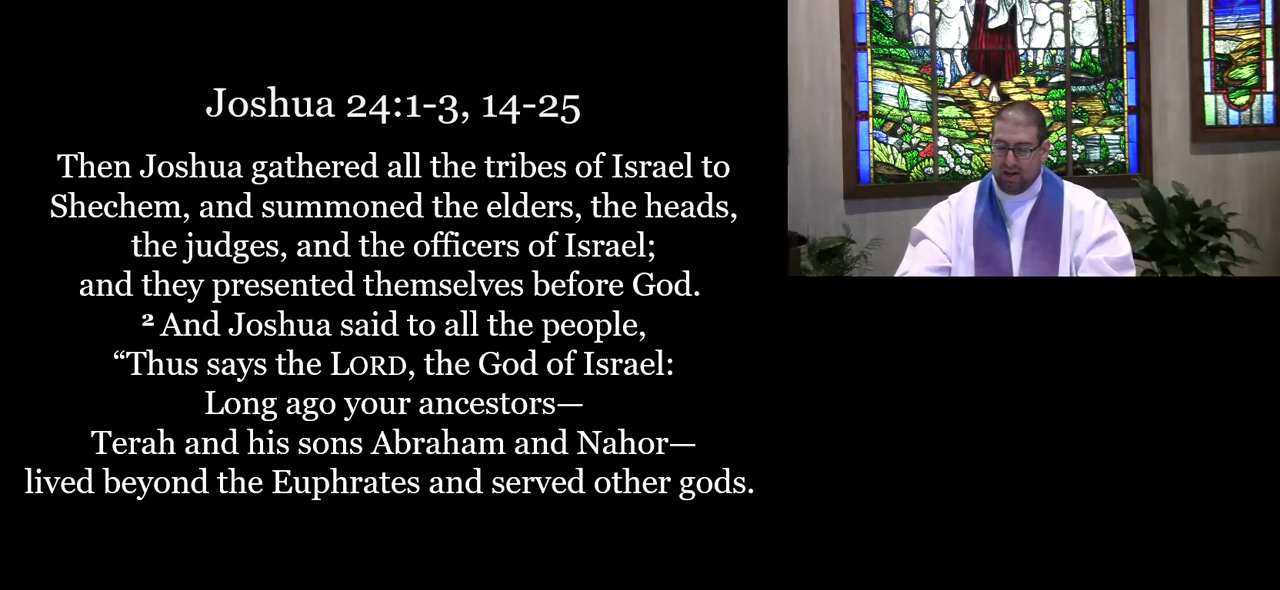 Joshua 24:1-3, 14-25
Then Joshua gathered all the tribes of Israel to
Shechem, and summoned the elders, the heads,
the judges, and the officers of Israel;
and they presented themselves before God.
² And Joshua said to all the people,
“Thus says the LORD, the God of Israel:
Long ago your ancestors—
Terah and his sons Abraham and Nahor—
lived beyond the Euphrates and served other gods.